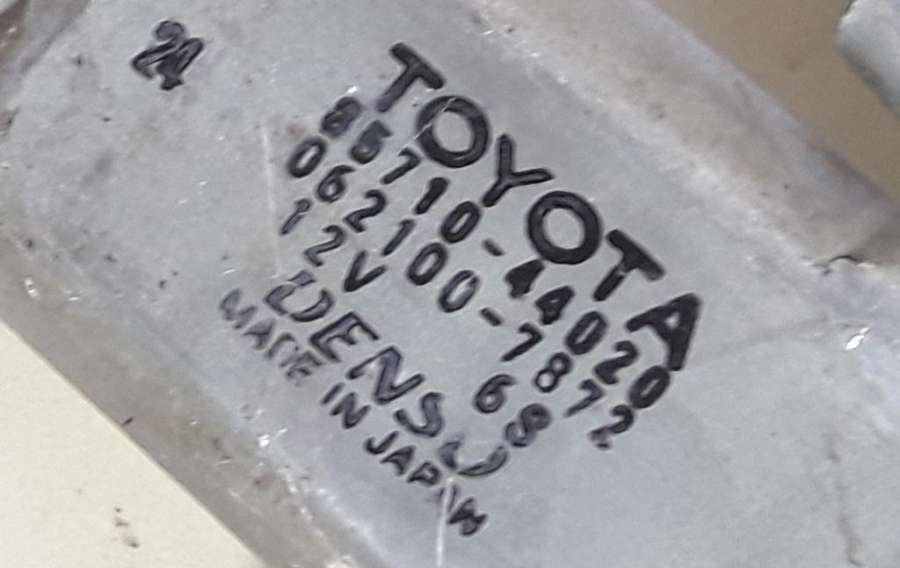 24
TOYOTA
85710-44020
062100-7872
12V 68
DENSO
MADE IN JAPAN